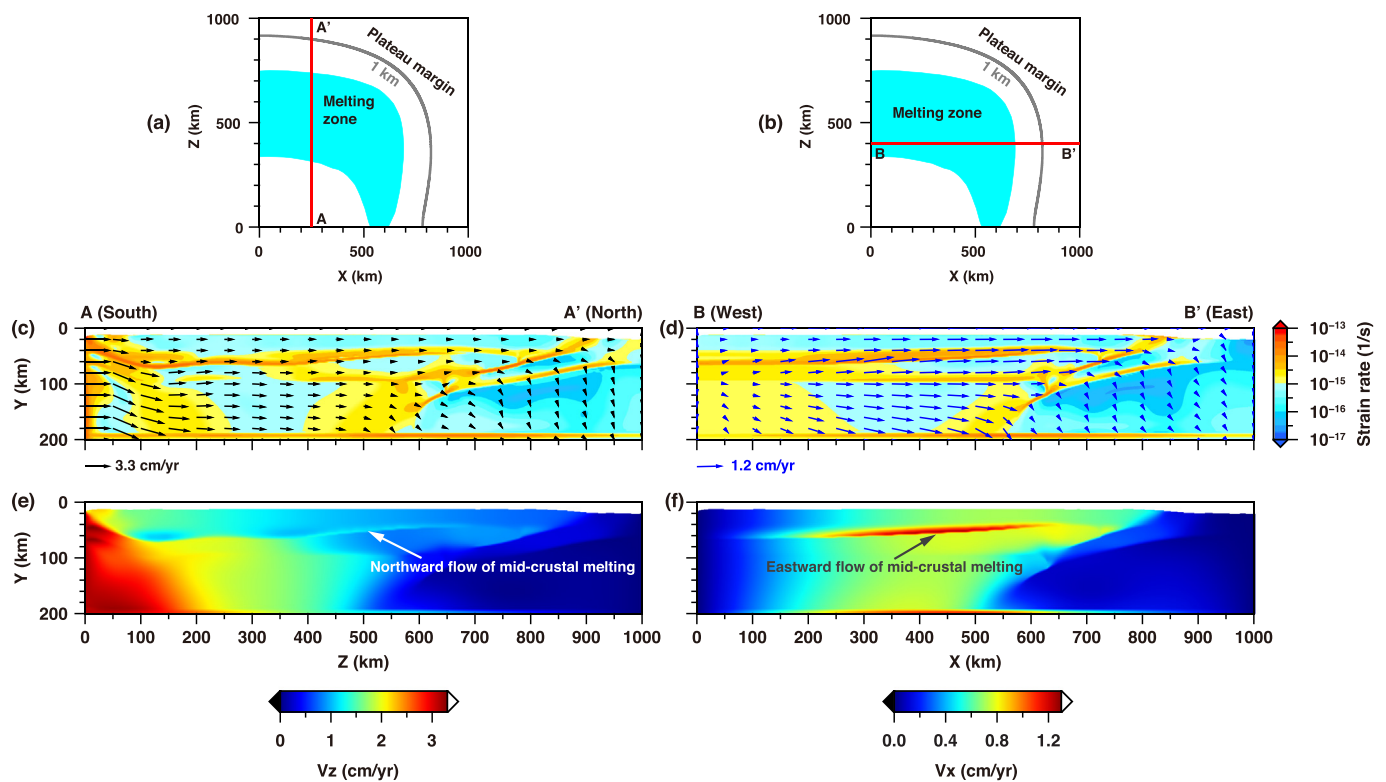 (a)
1000
500
0
Z (km)
A'
Plateau margin
1 km
Melting
zone
A
0
500
1000
X (km)
(b)
1000
500
0
Z (km)
Plateau margin
1 km
Melting zone
B
B'
0
500
1000
X (km)
A (South)
A' (North)
(c)
0
100
200
Y (km)
3.3 cm/yr
B (West)
B' (East)
(d)
1.2 cm/yr
10⁻¹³
10⁻¹⁴
10⁻¹⁵
10⁻¹⁶
10⁻¹⁷
Strain rate (1/s)
(e)
0
100
200
Y (km)
Northward flow of mid-crustal melting
0 100 200 300 400 500 600 700 800 900 1000
Z (km)
(f)
Eastward flow of mid-crustal melting
0 100 200 300 400 500 600 700 800 900 1000
X (km)
0 1 2 3
Vz (cm/yr)
0.0 0.4 0.8 1.2
Vx (cm/yr)